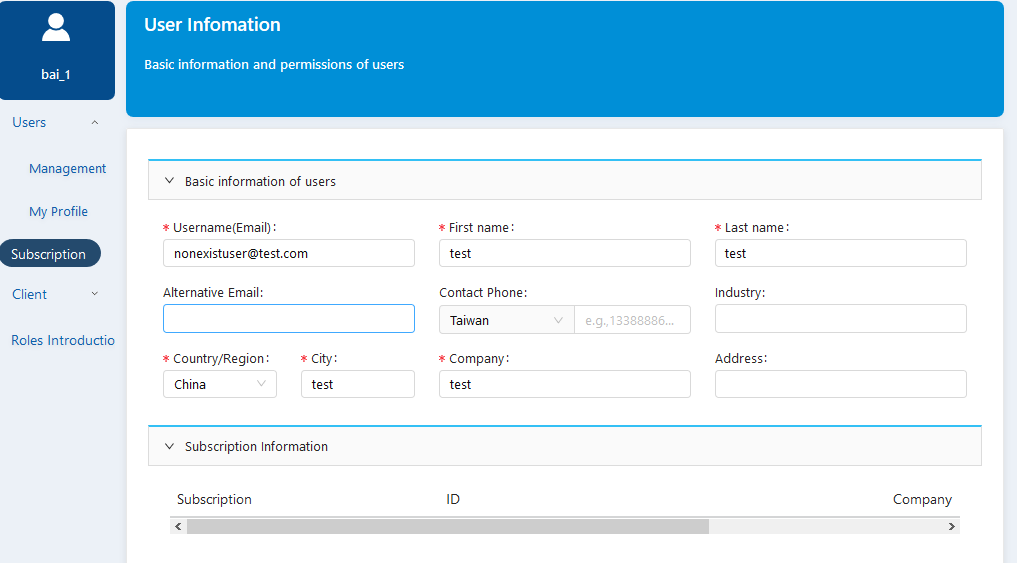 bai_1
Users
Management
My Profile
Subscription
Client
Roles Introductio
User Infomation
Basic information and permissions of users
Basic information of users
* Username(Email): * First name: * Last name:
nonexistuser@test.com test test
Alternative Email: Contact Phone: Industry:
Taiwan e.g.,13388886...
* Country/Region: * City: * Company: Address:
China test test
Subscription Information
Subscription ID Company